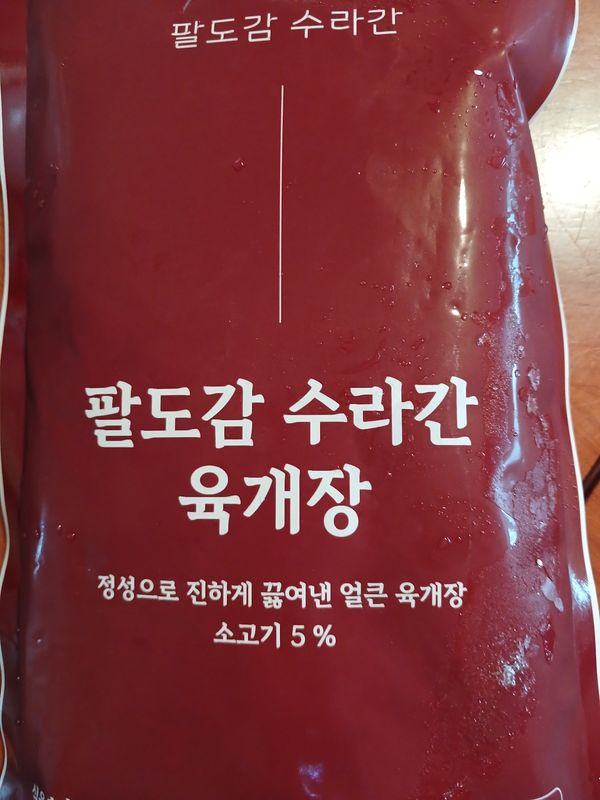 팔도감 수라간
팔도감 수라간
육개장
정성으로 진하게 끓여낸 얼큰 육개장
소고기 5 %